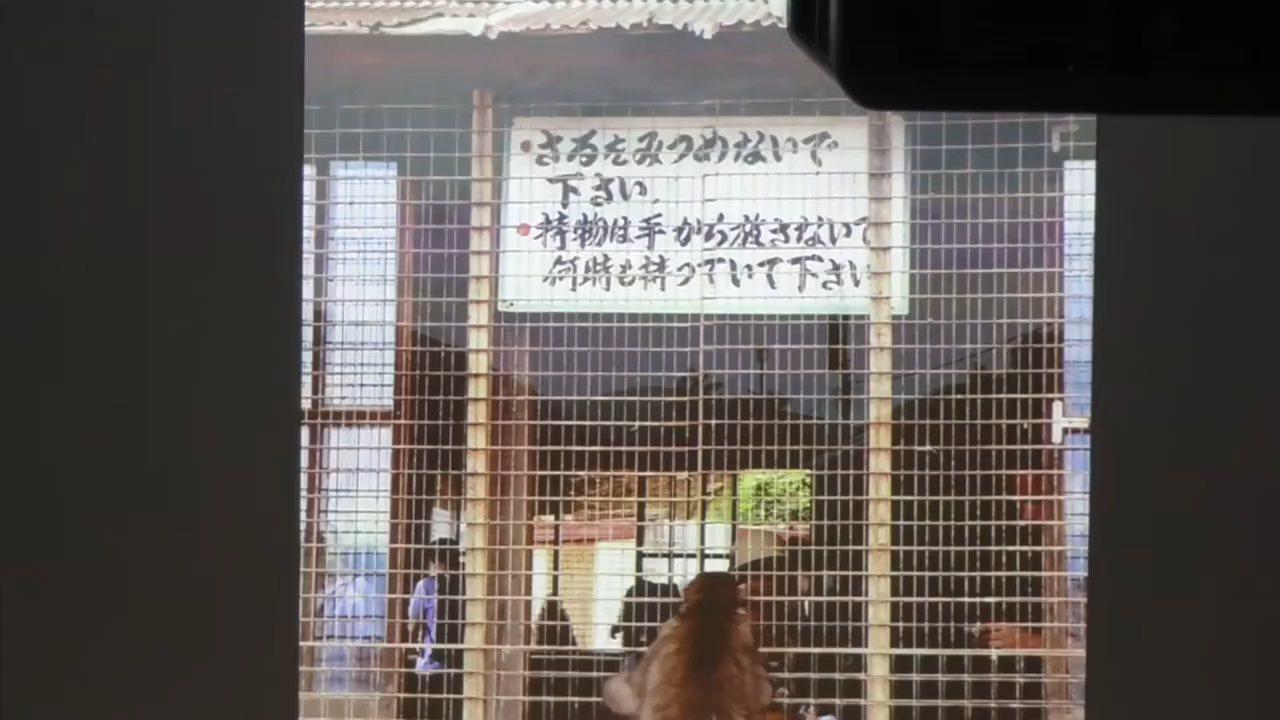 ・さるをみつめないで
下さい。
・持物は手から放さないで
何時も持っていて下さい